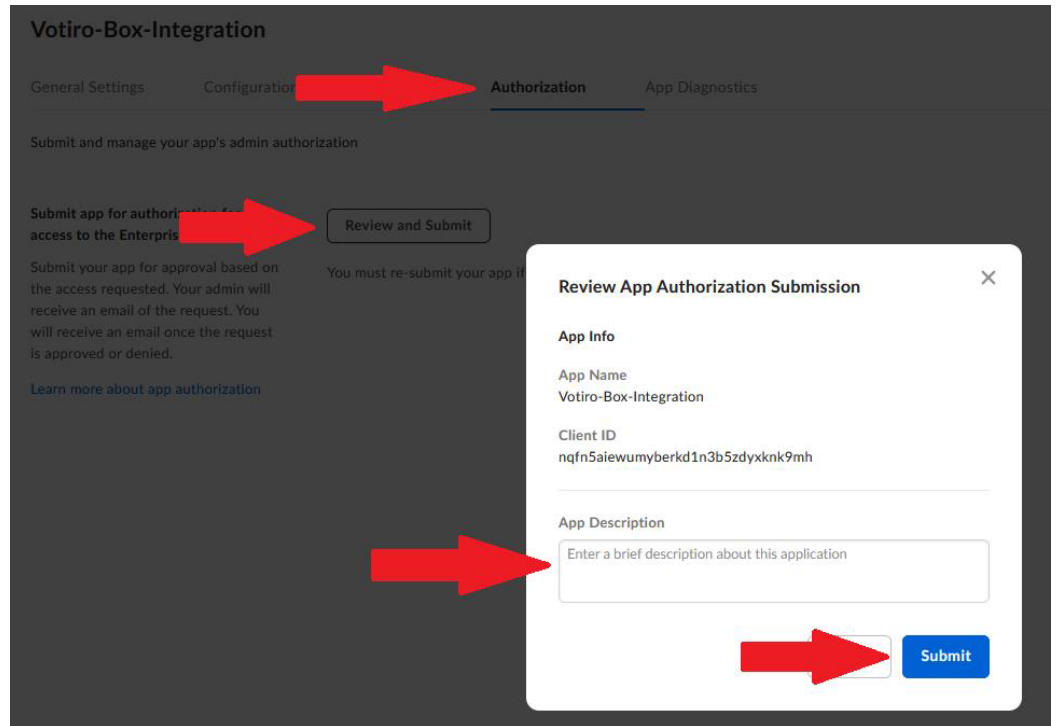 Votiro-Box-Integration
General Settings Configuration Authorization App Diagnostics
Submit and manage your app's admin authorization
Submit app for
access to the
Review and Submit
Submit your app for approval based on
the access requested. Your admin will
receive an email of the request. You
will receive an email once the request
is approved or denied.
You must re-submit your app if
Learn more about app authorization
Review App Authorization Submission
App Info
App Name
Votiro-Box-Integration
Client ID
nqfn5aiewumyberkd1n3b5zdyxknk9mh
App Description
Enter a brief description about this application
Submit